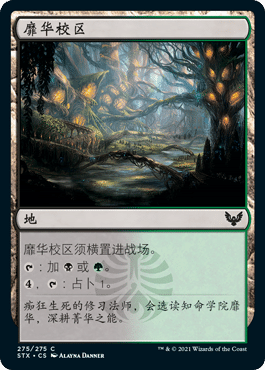 靡华校区
地
靡华校区须横置进战场。
：加或。
4，：占卜1。
痴狂生死的修习法师，会造读知命学院靡
华，深耕菁华之能。
275/275 C
STX • CS ALAYNA DANNER
™ & © 2021 Wizards of the Coast